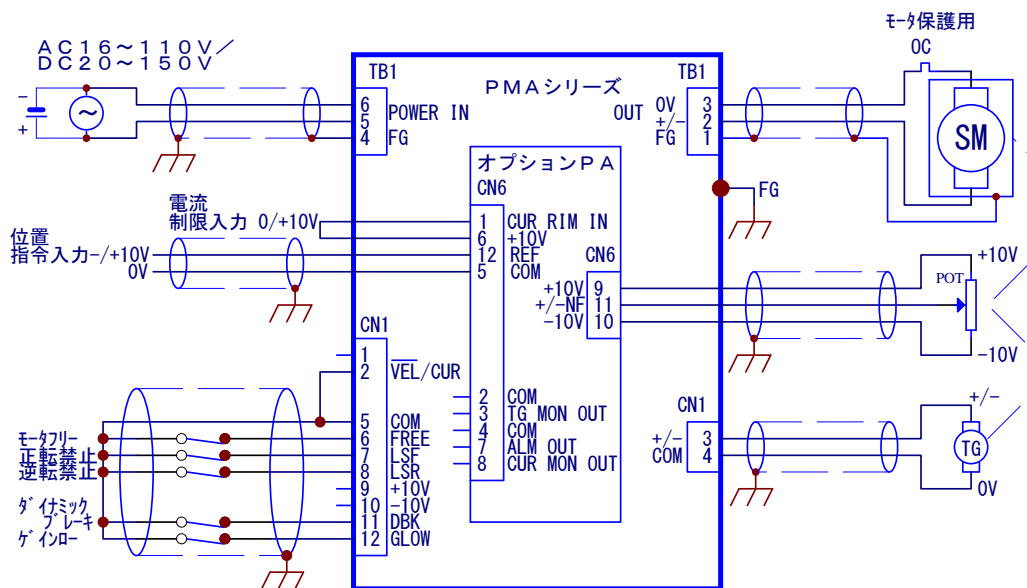 モータ保護用
OC
AC16～110V／
DC20～150V
TB1
PMAシリーズ
TB1
－
＋
～
6
5
4
POWER IN
FG
OUT
0V
+/-
FG
3
2
1
SM
オプションPA
CN6
FG
電流
制限入力 0/+10V
位置
指令入力-/+10V
0V
1
6
12
5
CUR RIM IN
+10V
REF
COM
CN6
+10V
+/-NF
-10V
9
11
10
+10V
POT
-10V
CN1
1
2
V̅E̅L̅/CUR
5
6
7
8
9
10
11
12
COM
FREE
LSF
LSR
+10V
-10V
DBK
GLOW
モータフリー
正転禁止
逆転禁止
ダイナミック
ブレーキ
ゲインロー
2
3
4
7
8
COM
TG MON OUT
COM
ALM OUT
CUR MON OUT
CN1
+/-
COM
3
4
+/-
TG
0V